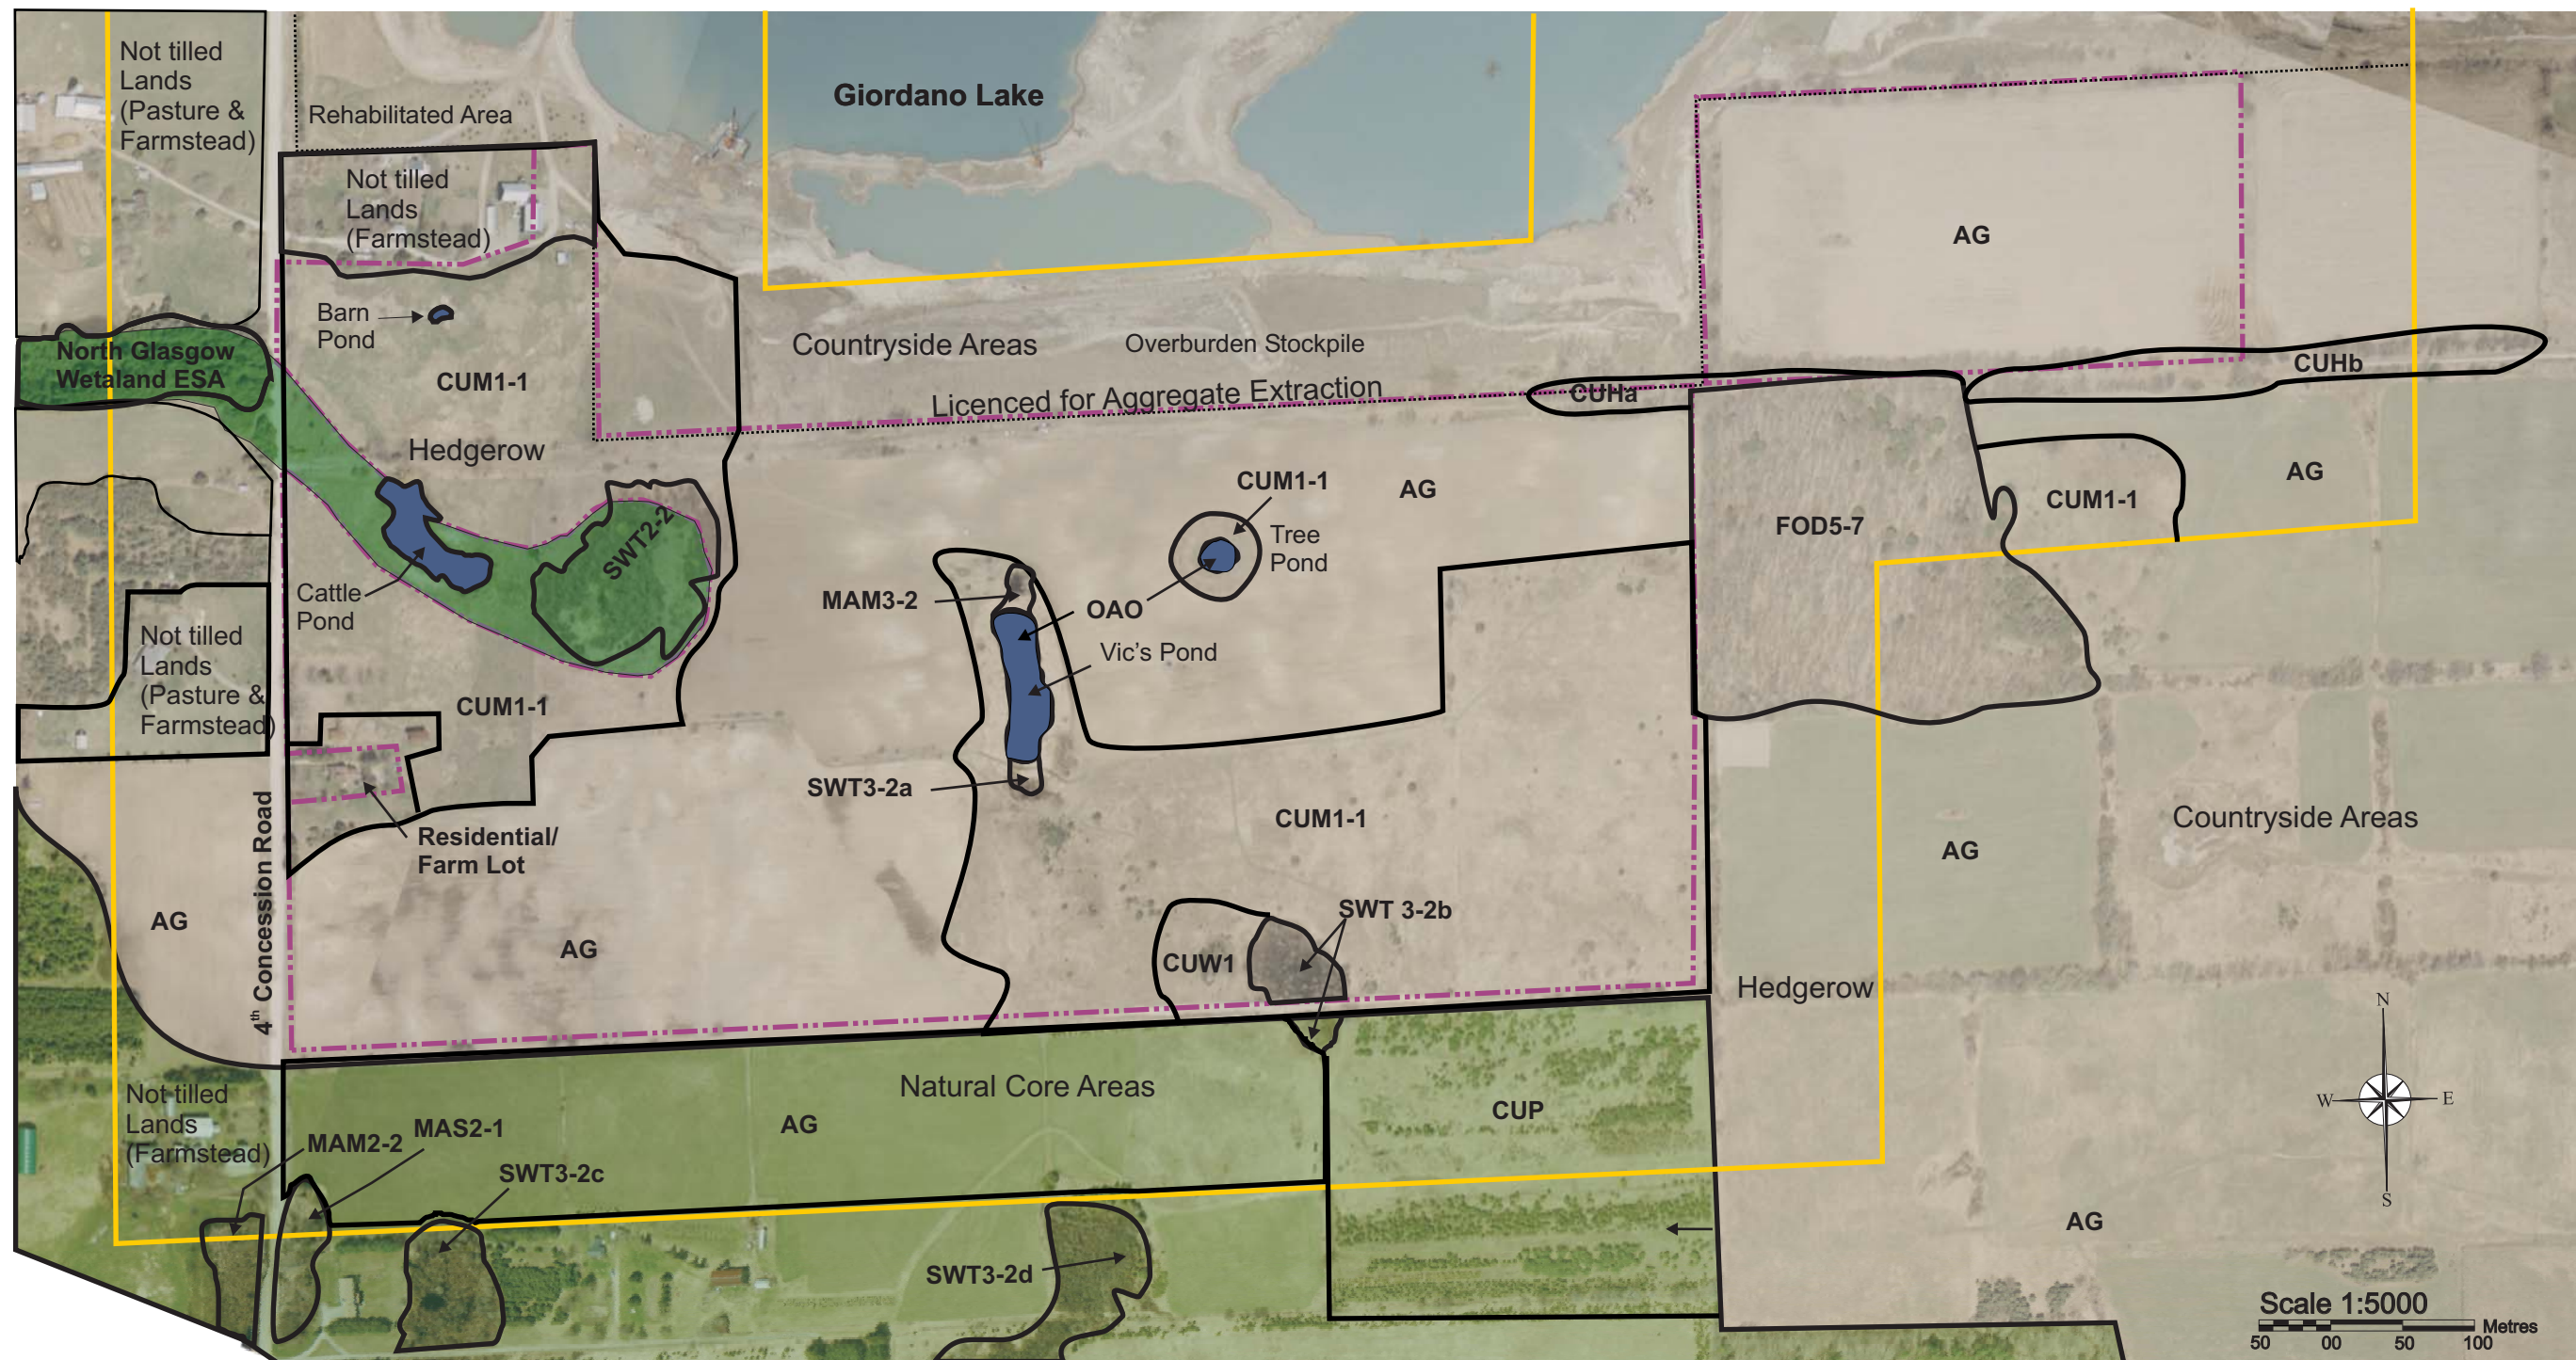 Not tilled
Lands
(Pasture &
Farmstead)
Rehabilitated Area
Giordano Lake
Not tilled
Lands
(Farmstead)
AG
Barn
Pond
North Glasgow
Wetaland ESA
CUM1-1
Countryside Areas
Overburden Stockpile
Licenced for Aggregate Extraction
CUHa
CUHb
Hedgerow
CUM1-1
AG
Tree
Pond
SWT2-2
FOD5-7
CUM1-1
AG
Cattle
Pond
MAM3-2
OAO
Vic's Pond
Not tilled
Lands
(Pasture &
Farmstead)
CUM1-1
SWT3-2a
CUM1-1
Residential/
Farm Lot
4th Concession Road
AG
AG
Countryside Areas
AG
SWT 3-2b
CUW1
Hedgerow
N
W
E
S
Natural Core Areas
AG
CUP
Not tilled
Lands
(Farmstead)
MAM2-2
MAS2-1
SWT3-2c
SWT3-2d
AG
Scale 1:5000
Metres
50 00 50 100